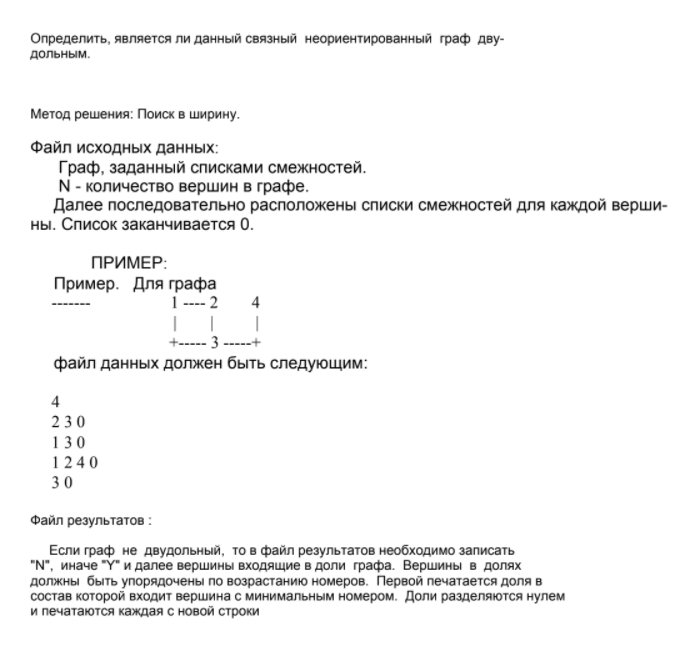 Определить, является ли данный связный неориентированный граф дву-
дольным.
Метод решения: Поиск в ширину.
Файл исходных данных:
Граф, заданный списками смежностей.
N - количество вершин в графе.
Далее последовательно расположены списки смежностей для каждой верши-
ны. Список заканчивается 0.
ПРИМЕР:
Пример. Для графа
------- 1 ---- 2 4
| | |
+----- 3 -----+
файл данных должен быть следующим:
4
2 3 0
1 3 0
1 2 4 0
3 0
Файл результатов :
Если граф не двудольный, то в файл результатов необходимо записать
"N", иначе "Y" и далее вершины входящие в доли графа. Вершины в долях
должны быть упорядочены по возрастанию номеров. Первой печатается доля в
состав которой входит вершина с минимальным номером. Доли разделяются нулем
и печатаются каждая с новой строки